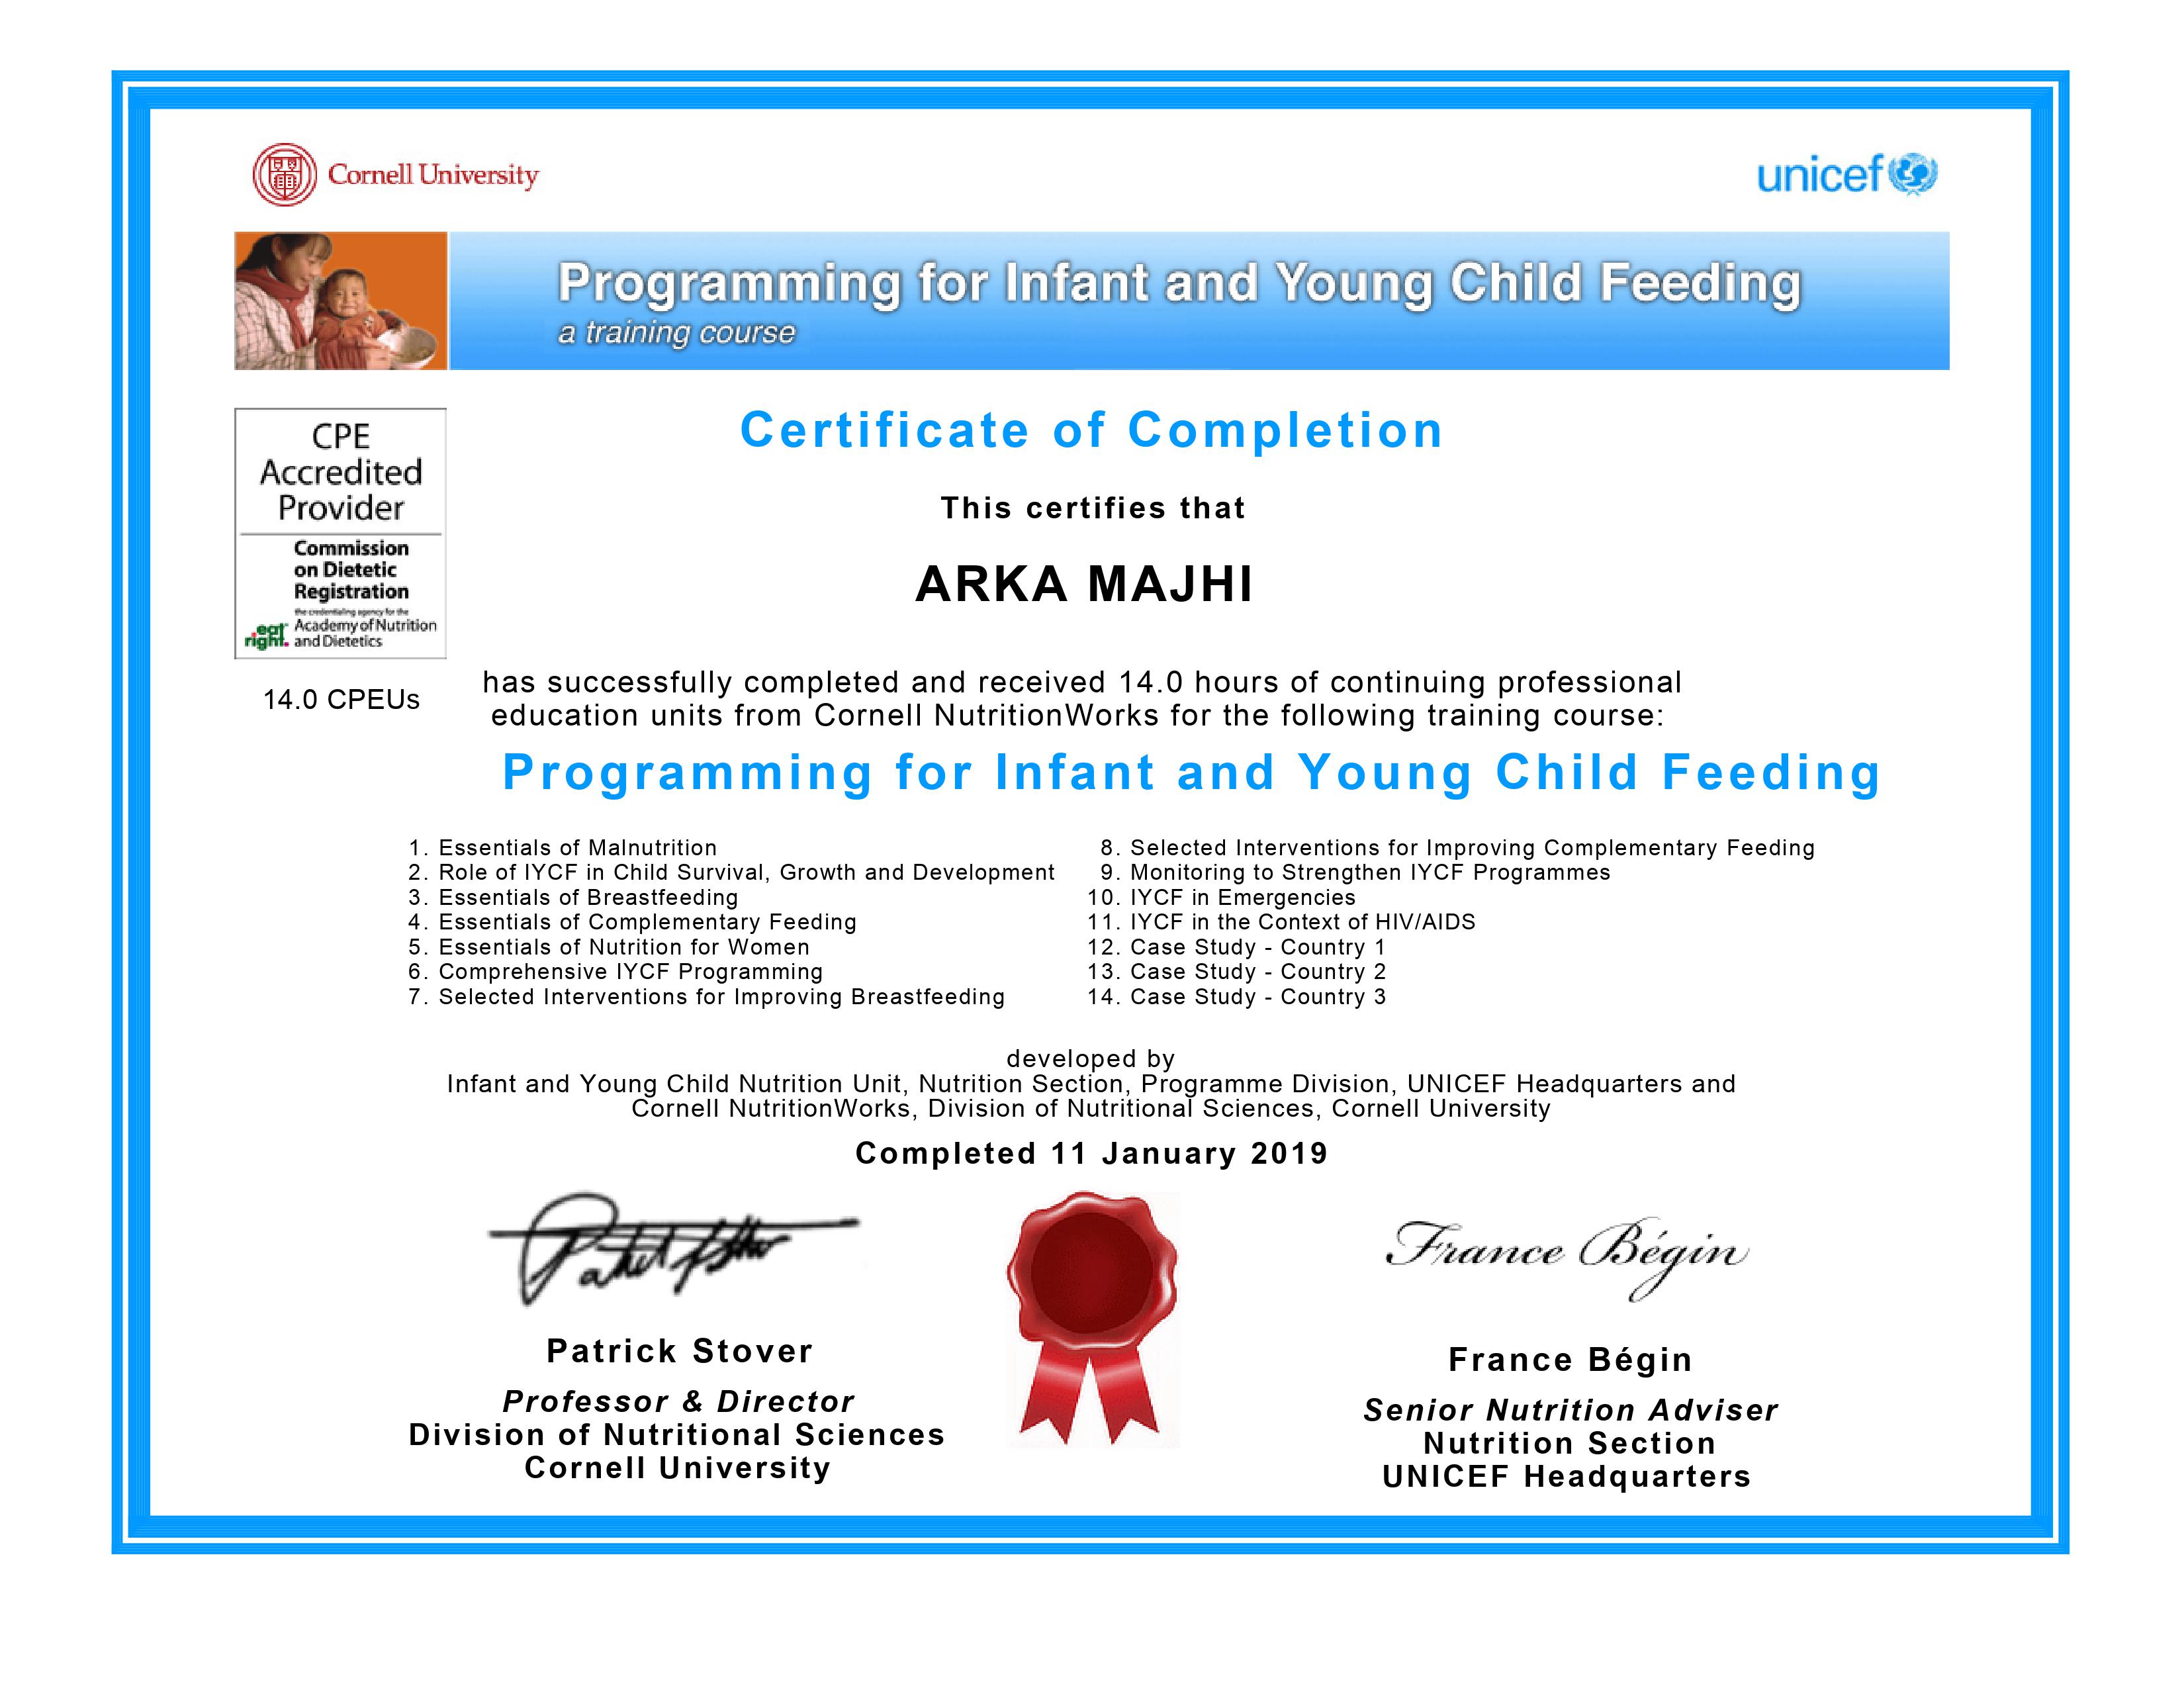 Cornell University
unicef
Programming for Infant and Young Child Feeding
a training course
CPE
Accredited
Provider
Commission
on Dietetic
Registration
the credentialing agency for the
Academy of Nutrition
and Dietetics
eat
right.
14.0 CPEUs
Certificate of Completion
This certifies that
ARKA MAJHI
has successfully completed and received 14.0 hours of continuing professional
education units from Cornell NutritionWorks for the following training course:
Programming for Infant and Young Child Feeding
1. Essentials of Malnutrition
2. Role of IYCF in Child Survival, Growth and Development
3. Essentials of Breastfeeding
4. Essentials of Complementary Feeding
5. Essentials of Nutrition for Women
6. Comprehensive IYCF Programming
7. Selected Interventions for Improving Breastfeeding
8. Selected Interventions for Improving Complementary Feeding
9. Monitoring to Strengthen IYCF Programmes
10. IYCF in Emergencies
11. IYCF in the Context of HIV/AIDS
12. Case Study - Country 1
13. Case Study - Country 2
14. Case Study - Country 3
developed by
Infant and Young Child Nutrition Unit, Nutrition Section, Programme Division, UNICEF Headquarters and
Cornell NutritionWorks, Division of Nutritional Sciences, Cornell University
Completed 11 January 2019
Patrick Stover
Professor & Director
Division of Nutritional Sciences
Cornell University
France Bégin
France Bégin
Senior Nutrition Adviser
Nutrition Section
UNICEF Headquarters